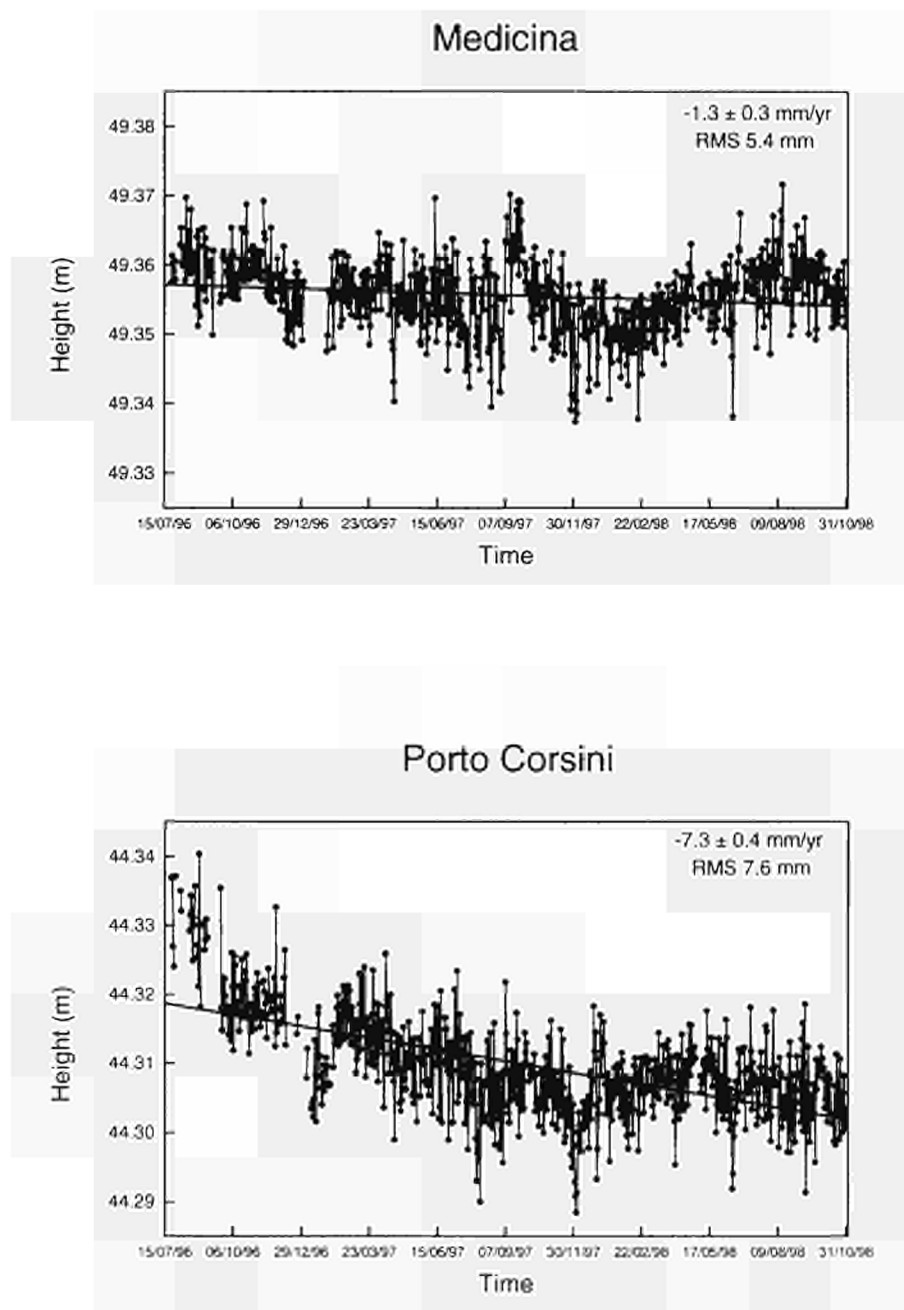 Medicina
-1.3 ± 0.3 mm/yr
RMS 5.4 mm
49.38
49.37
49.36
49.35
49.34
49.33
Height (m)
15/07/96 06/10/96 29/12/96 23/03/97 15/06/97 07/09/97 30/11/97 22/02/98 17/05/98 09/08/98 31/10/98
Time
Porto Corsini
-7.3 ± 0.4 mm/yr
RMS 7.6 mm
44.34
44.33
44.32
44.31
44.30
44.29
Height (m)
15/07/96 06/10/96 29/12/96 23/03/97 15/06/97 07/09/97 30/11/97 22/02/98 17/05/98 09/08/98 31/10/98
Time